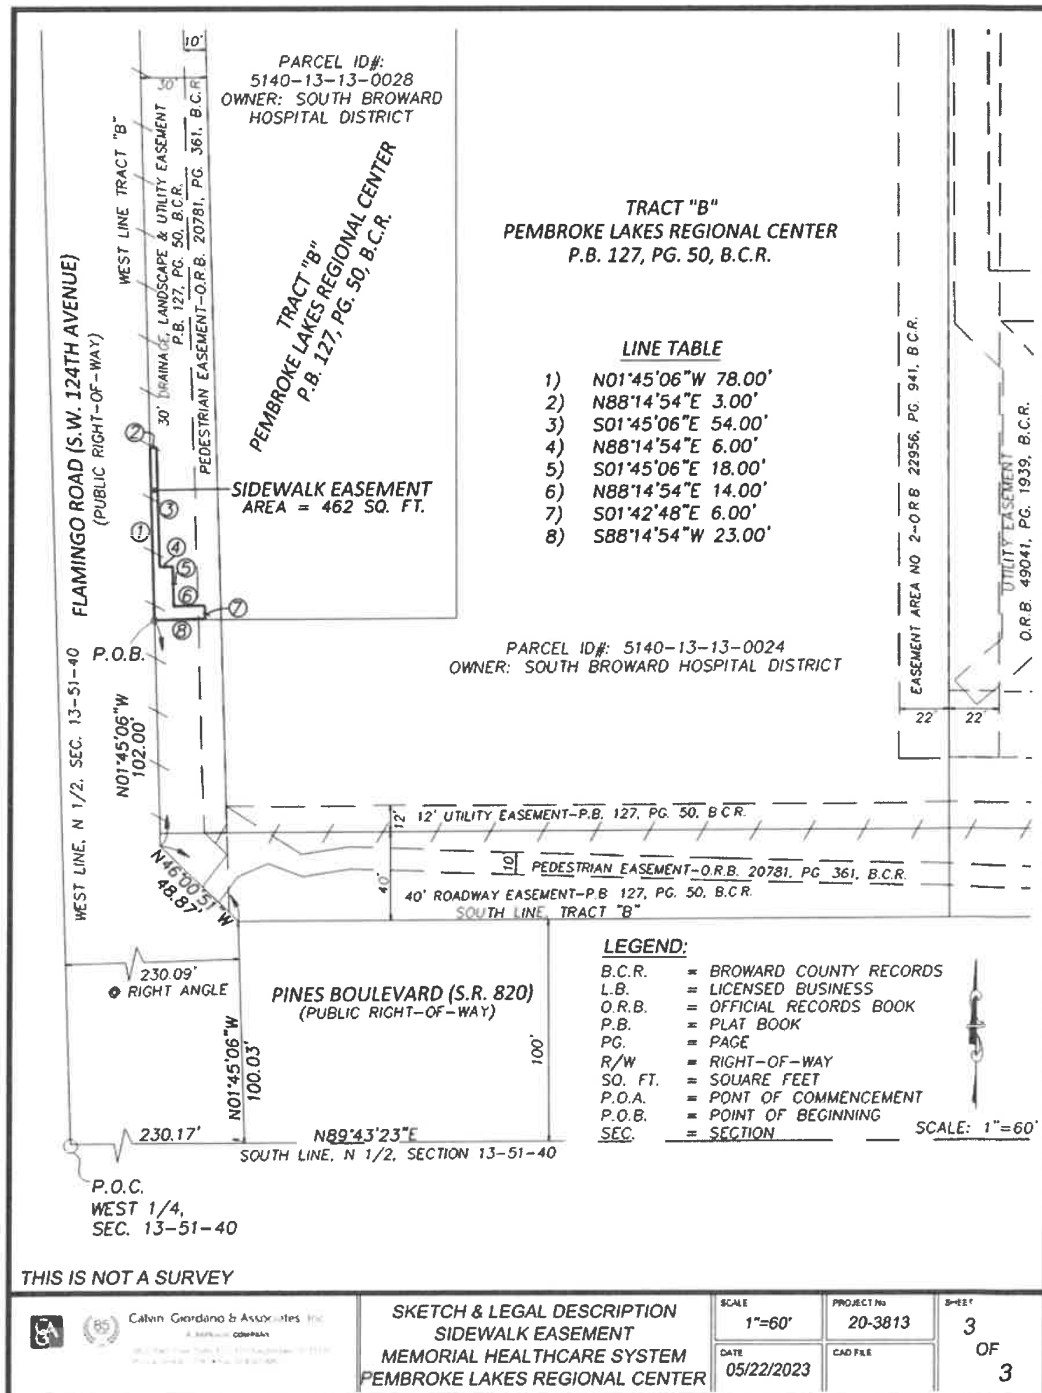 10'
30'
PARCEL ID#:
5140-13-13-0028
OWNER: SOUTH BROWARD
HOSPITAL DISTRICT
WEST LINE TRACT "B"
30' DRAINAGE, LANDSCAPE & UTILITY EASEMENT
P.B. 127, PG. 50, B.C.R.
PEDESTRIAN EASEMENT-O.R.B. 20781, PG. 361, B.C.R
FLAMINGO ROAD (S.W. 124TH AVENUE)
(PUBLIC RIGHT-OF-WAY)
TRACT "B"
PEMBROKE LAKES REGIONAL CENTER
P.B. 127, PG. 50, B.C.R.
TRACT "B"
PEMBROKE LAKES REGIONAL CENTER
P.B. 127, PG. 50, B.C.R.
LINE TABLE
1) N01°45'06"W 78.00'
2) N88°14'54"E 3.00'
3) S01°45'06"E 54.00'
4) N88°14'54"E 6.00'
5) S01°45'06"E 18.00'
6) N88°14'54"E 14.00'
7) S01°42'48"E 6.00'
8) S88°14'54"W 23.00'
2
SIDEWALK EASEMENT
AREA = 462 SQ. FT.
3
1
4
5
6
7
8
P.O.B.
EASEMENT AREA NO 2-ORB 22956, PG. 941, B.C.R.
UTILITY EASEMENT
O.R.B. 49041, PG. 1939, B.C.R.
22'
22'
PARCEL ID#: 5140-13-13-0024
OWNER: SOUTH BROWARD HOSPITAL DISTRICT
WEST LINE, N 1/2, SEC. 13-51-40
N01°45'06"W
102.00'
12'
12' UTILITY EASEMENT-P.B. 127, PG. 50, B.C.R.
10'
PEDESTRIAN EASEMENT-O.R.B. 20781, PG 361, B.C.R.
40'
40' ROADWAY EASEMENT-P.B 127, PG. 50, B.C.R.
SOUTH LINE, TRACT "B"
N46°00'57"W
48.87'
230.09'
@ RIGHT ANGLE
PINES BOULEVARD (S.R. 820)
(PUBLIC RIGHT-OF-WAY)
N01°45'06"W
100.03'
100'
LEGEND:
B.C.R. = BROWARD COUNTY RECORDS
L.B. = LICENSED BUSINESS
O.R.B. = OFFICIAL RECORDS BOOK
P.B. = PLAT BOOK
PG. = PAGE
R/W = RIGHT-OF-WAY
SQ. FT. = SQUARE FEET
P.O.A. = PONT OF COMMENCEMENT
P.O.B. = POINT OF BEGINNING
SEC. = SECTION
SCALE: 1"=60'
230.17'
N89°43'23"E
SOUTH LINE, N 1/2, SECTION 13-51-40
P.O.C.
WEST 1/4,
SEC. 13-51-40
THIS IS NOT A SURVEY
85
Calvin, Giordano & Associates, Inc.
COMPANY
SKETCH & LEGAL DESCRIPTION
SIDEWALK EASEMENT
MEMORIAL HEALTHCARE SYSTEM
PEMBROKE LAKES REGIONAL CENTER
SCALE
1"=60'
PROJECT No
20-3813
SHEET
3
OF
3
DATE
05/22/2023
CAD FILE